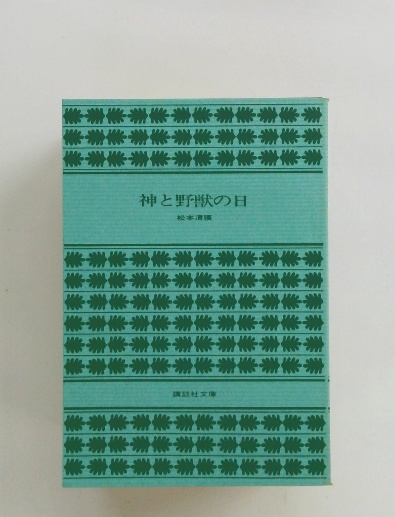 神と野獣の日
松本清張
講談社文庫